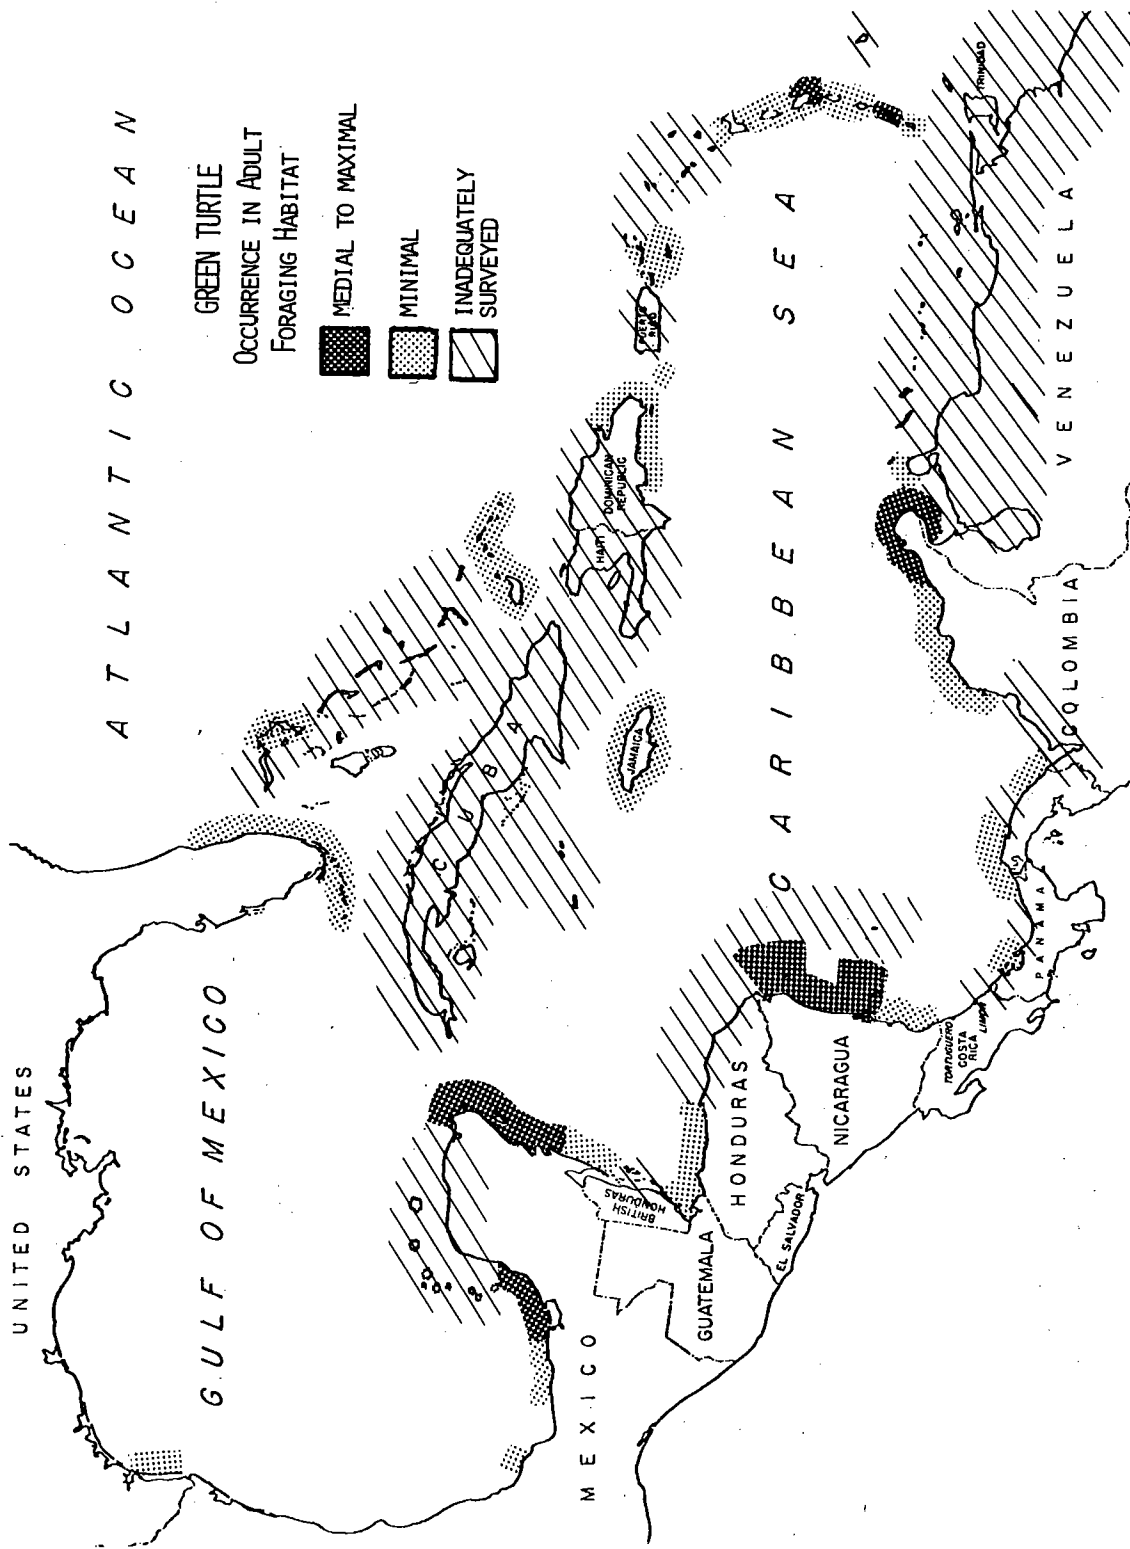 ATLANTIC OCEAN
GREEN TURTLE
OCCURRENCE IN ADULT
FORAGING HABITAT
MEDIAL TO MAXIMAL
MINIMAL
INADEQUATELY
SURVEYED
UNITED STATES
GULF OF MEXICO
CUBA
HAITI
DOMINICAN
REPUBLIC
PUERTO
RICO
JAMAICA
MEXICO
BRITISH
HONDURAS
GUATEMALA
HONDURAS
EL SALVADOR
NICARAGUA
CARIBBEAN SEA
TORTUGUERO
COSTA
RICA
LIMON
PANAMA
COLOMBIA
VENEZUELA
TRINIDAD